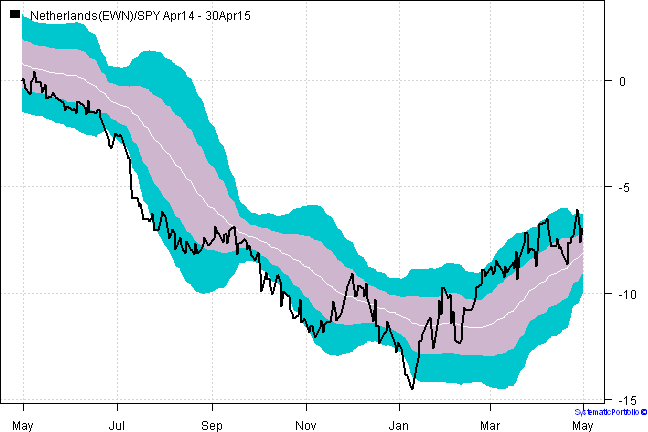 Netherlands(EWN)/SPY Apr14 - 30Apr15
0
-5
-10
-15
May Jul Sep Nov Jan Mar May
SystematicPortfolio ©